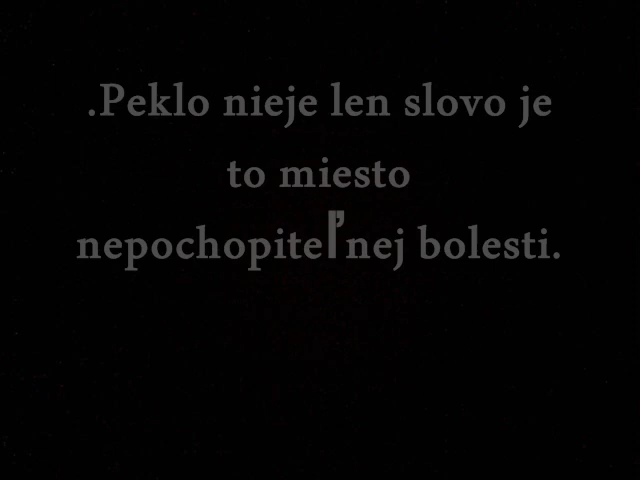 .Peklo nieje len slovo je
to miesto
nepochopiteľnej bolesti.